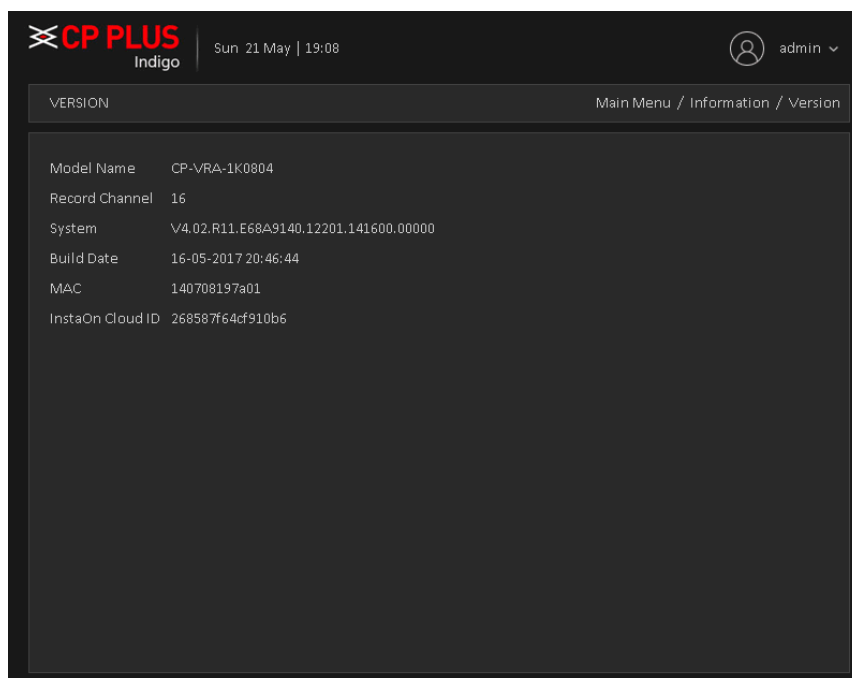 CP PLUS
Indigo
Sun 21 May | 19:08
admin
VERSION
Main Menu / Information / Version
Model Name CP-VRA-1K0804
Record Channel 16
System V4.02.R11.E68A9140.12201.141600.00000
Build Date 16-05-2017 20:46:44
MAC 140708197a01
InstaOn Cloud ID 268587f64cf910b6